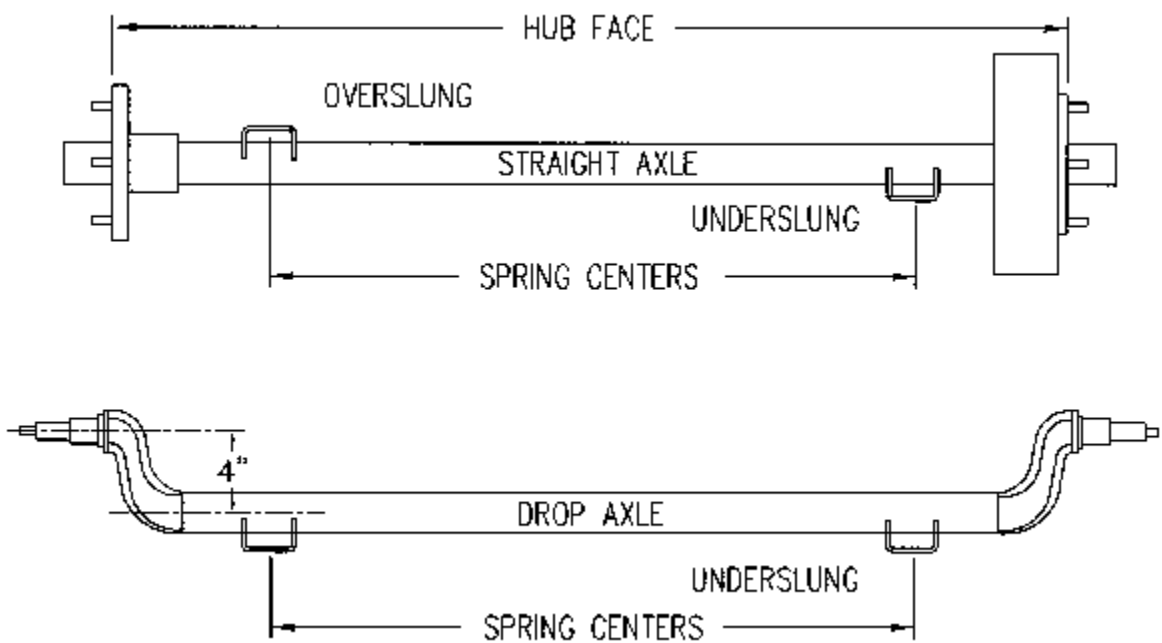 HUB FACE
OVERSLUNG
STRAIGHT AXLE
UNDERSLUNG
SPRING CENTERS
4"
DROP AXLE
UNDERSLUNG
SPRING CENTERS